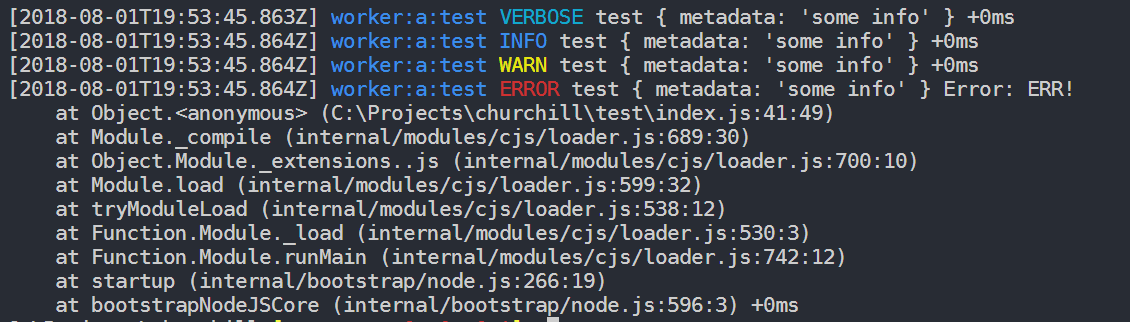 [2018-08-01T19:53:45.863Z] worker:a:test VERBOSE test { metadata: 'some info' } +0ms
[2018-08-01T19:53:45.864Z] worker:a:test INFO test { metadata: 'some info' } +0ms
[2018-08-01T19:53:45.864Z] worker:a:test WARN test { metadata: 'some info' } +0ms
[2018-08-01T19:53:45.864Z] worker:a:test ERROR test { metadata: 'some info' } Error: ERR!
    at Object.<anonymous> (C:\Projects\churchill\test\index.js:41:49)
    at Module._compile (internal/modules/cjs/loader.js:689:30)
    at Object.Module._extensions..js (internal/modules/cjs/loader.js:700:10)
    at Module.load (internal/modules/cjs/loader.js:599:32)
    at tryModuleLoad (internal/modules/cjs/loader.js:538:12)
    at Function.Module._load (internal/modules/cjs/loader.js:530:3)
    at Function.Module.runMain (internal/modules/cjs/loader.js:742:12)
    at startup (internal/bootstrap/node.js:266:19)
    at bootstrapNodeJSCore (internal/bootstrap/node.js:596:3) +0ms